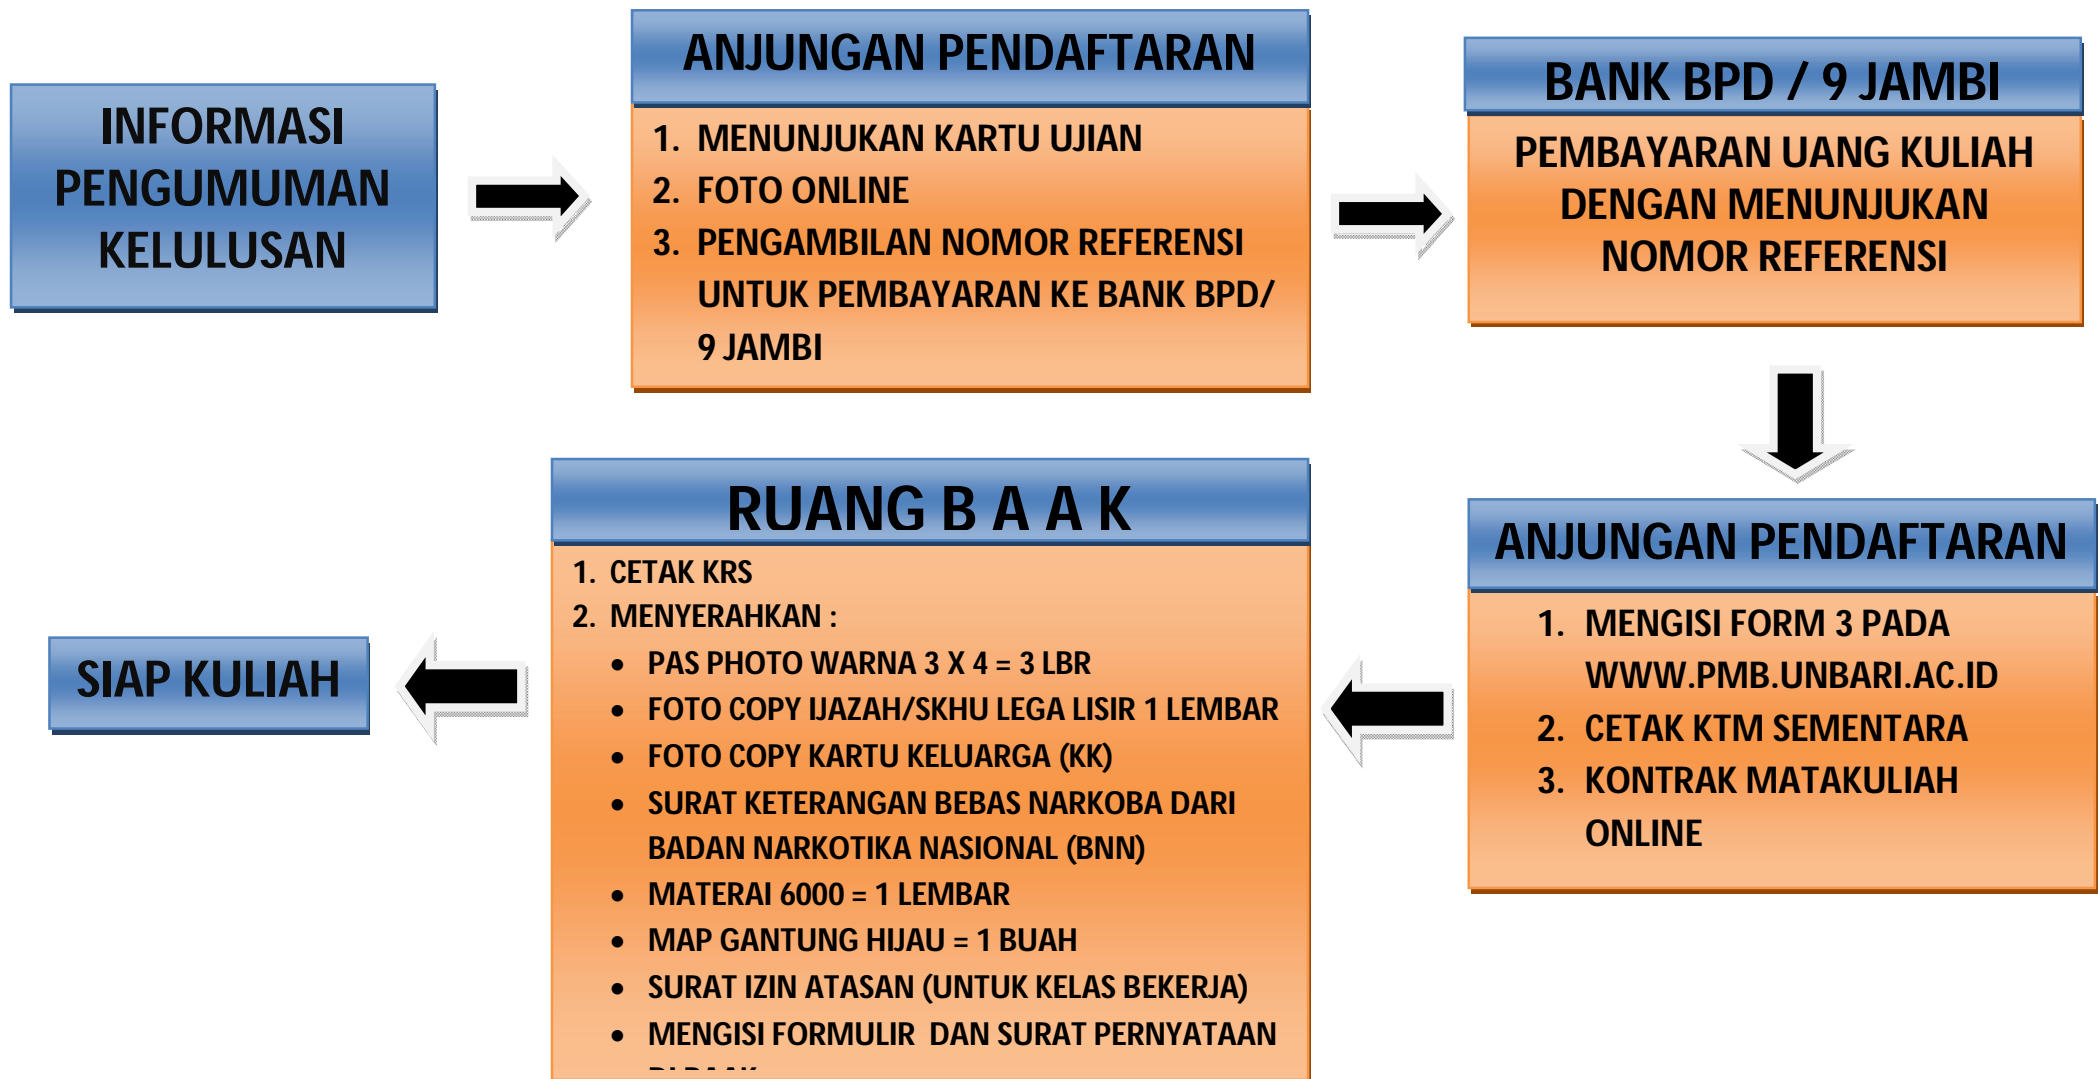 INFORMASI
PENGUMUMAN
KELULUSAN
ANJUNGAN PENDAFTARAN
1. MENUNJUKAN KARTU UJIAN
2. FOTO ONLINE
3. PENGAMBILAN NOMOR REFERENSI
UNTUK PEMBAYARAN KE BANK BPD/
9 JAMBI
BANK BPD / 9 JAMBI
PEMBAYARAN UANG KULIAH
DENGAN MENUNJUKAN
NOMOR REFERENSI
ANJUNGAN PENDAFTARAN
1. MENGISI FORM 3 PADA
WWW.PMB.UNBARI.AC.ID
2. CETAK KTM SEMENTARA
3. KONTRAK MATAKULIAH
ONLINE
RUANG B A A K
1. CETAK KRS
2. MENYERAHKAN :
• PAS PHOTO WARNA 3 X 4 = 3 LBR
• FOTO COPY IJAZAH/SKHU LEGA LISIR 1 LEMBAR
• FOTO COPY KARTU KELUARGA (KK)
• SURAT KETERANGAN BEBAS NARKOBA DARI
BADAN NARKOTIKA NASIONAL (BNN)
• MATERAI 6000 = 1 LEMBAR
• MAP GANTUNG HIJAU = 1 BUAH
• SURAT IZIN ATASAN (UNTUK KELAS BEKERJA)
• MENGISI FORMULIR DAN SURAT PERNYATAAN
SIAP KULIAH